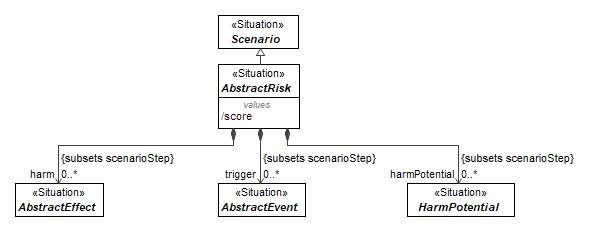 «Situation»
Scenario
«Situation»
AbstractRisk
values
/score
{subsets scenarioStep} {subsets scenarioStep} {subsets scenarioStep}
harm 0..* trigger 0..* harmPotential 0..*
«Situation» «Situation» «Situation»
AbstractEffect AbstractEvent HarmPotential